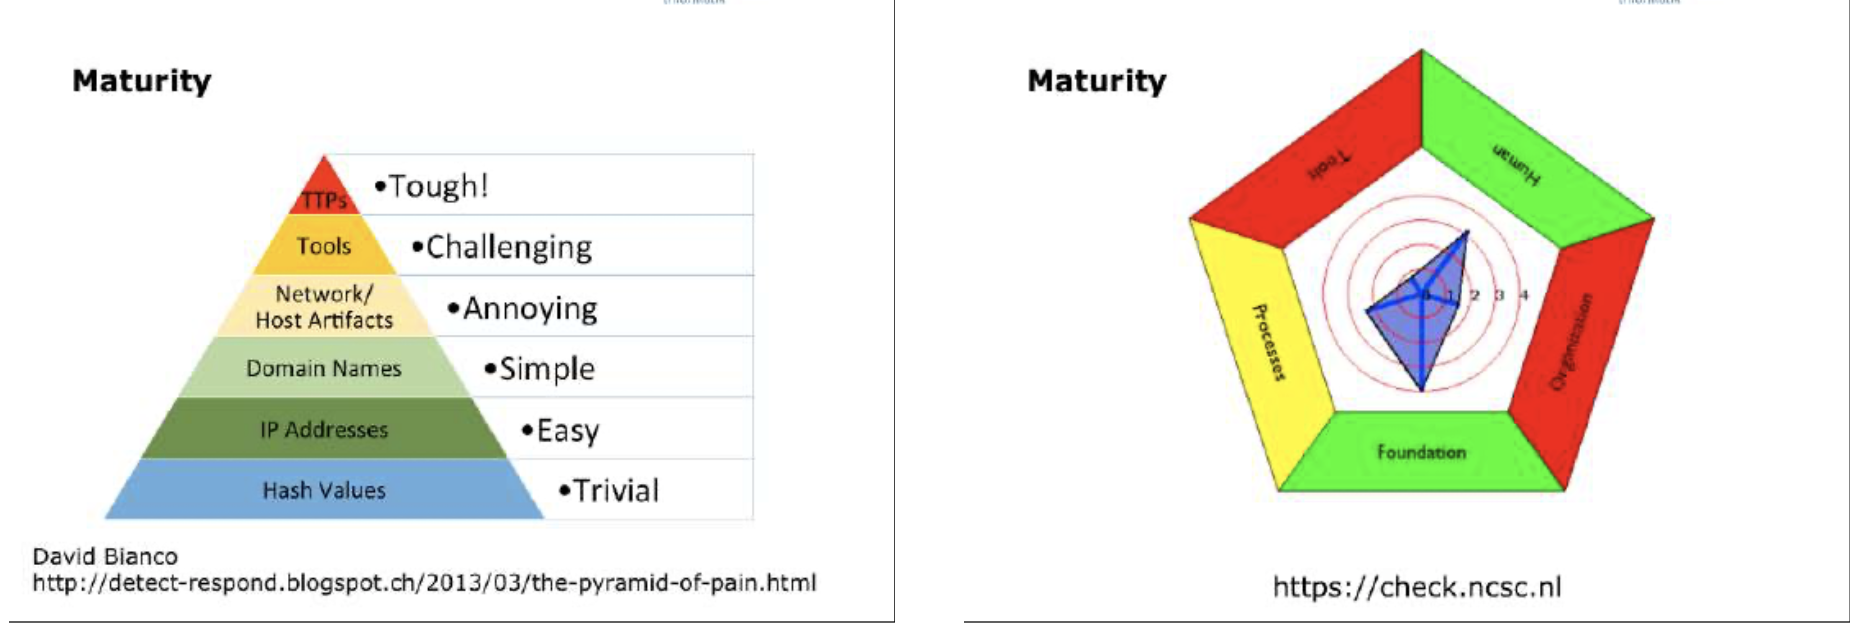 Maturity
TTPs
•Tough!
Tools
•Challenging
Network/
Host Artifacts
•Annoying
Domain Names
•Simple
IP Addresses
•Easy
Hash Values
•Trivial
David Bianco
http://detect-respond.blogspot.ch/2013/03/the-pyramid-of-pain.html
Maturity
Tools
Human
Processes
Organization
Foundation
1 2 3 4
https://check.ncsc.nl